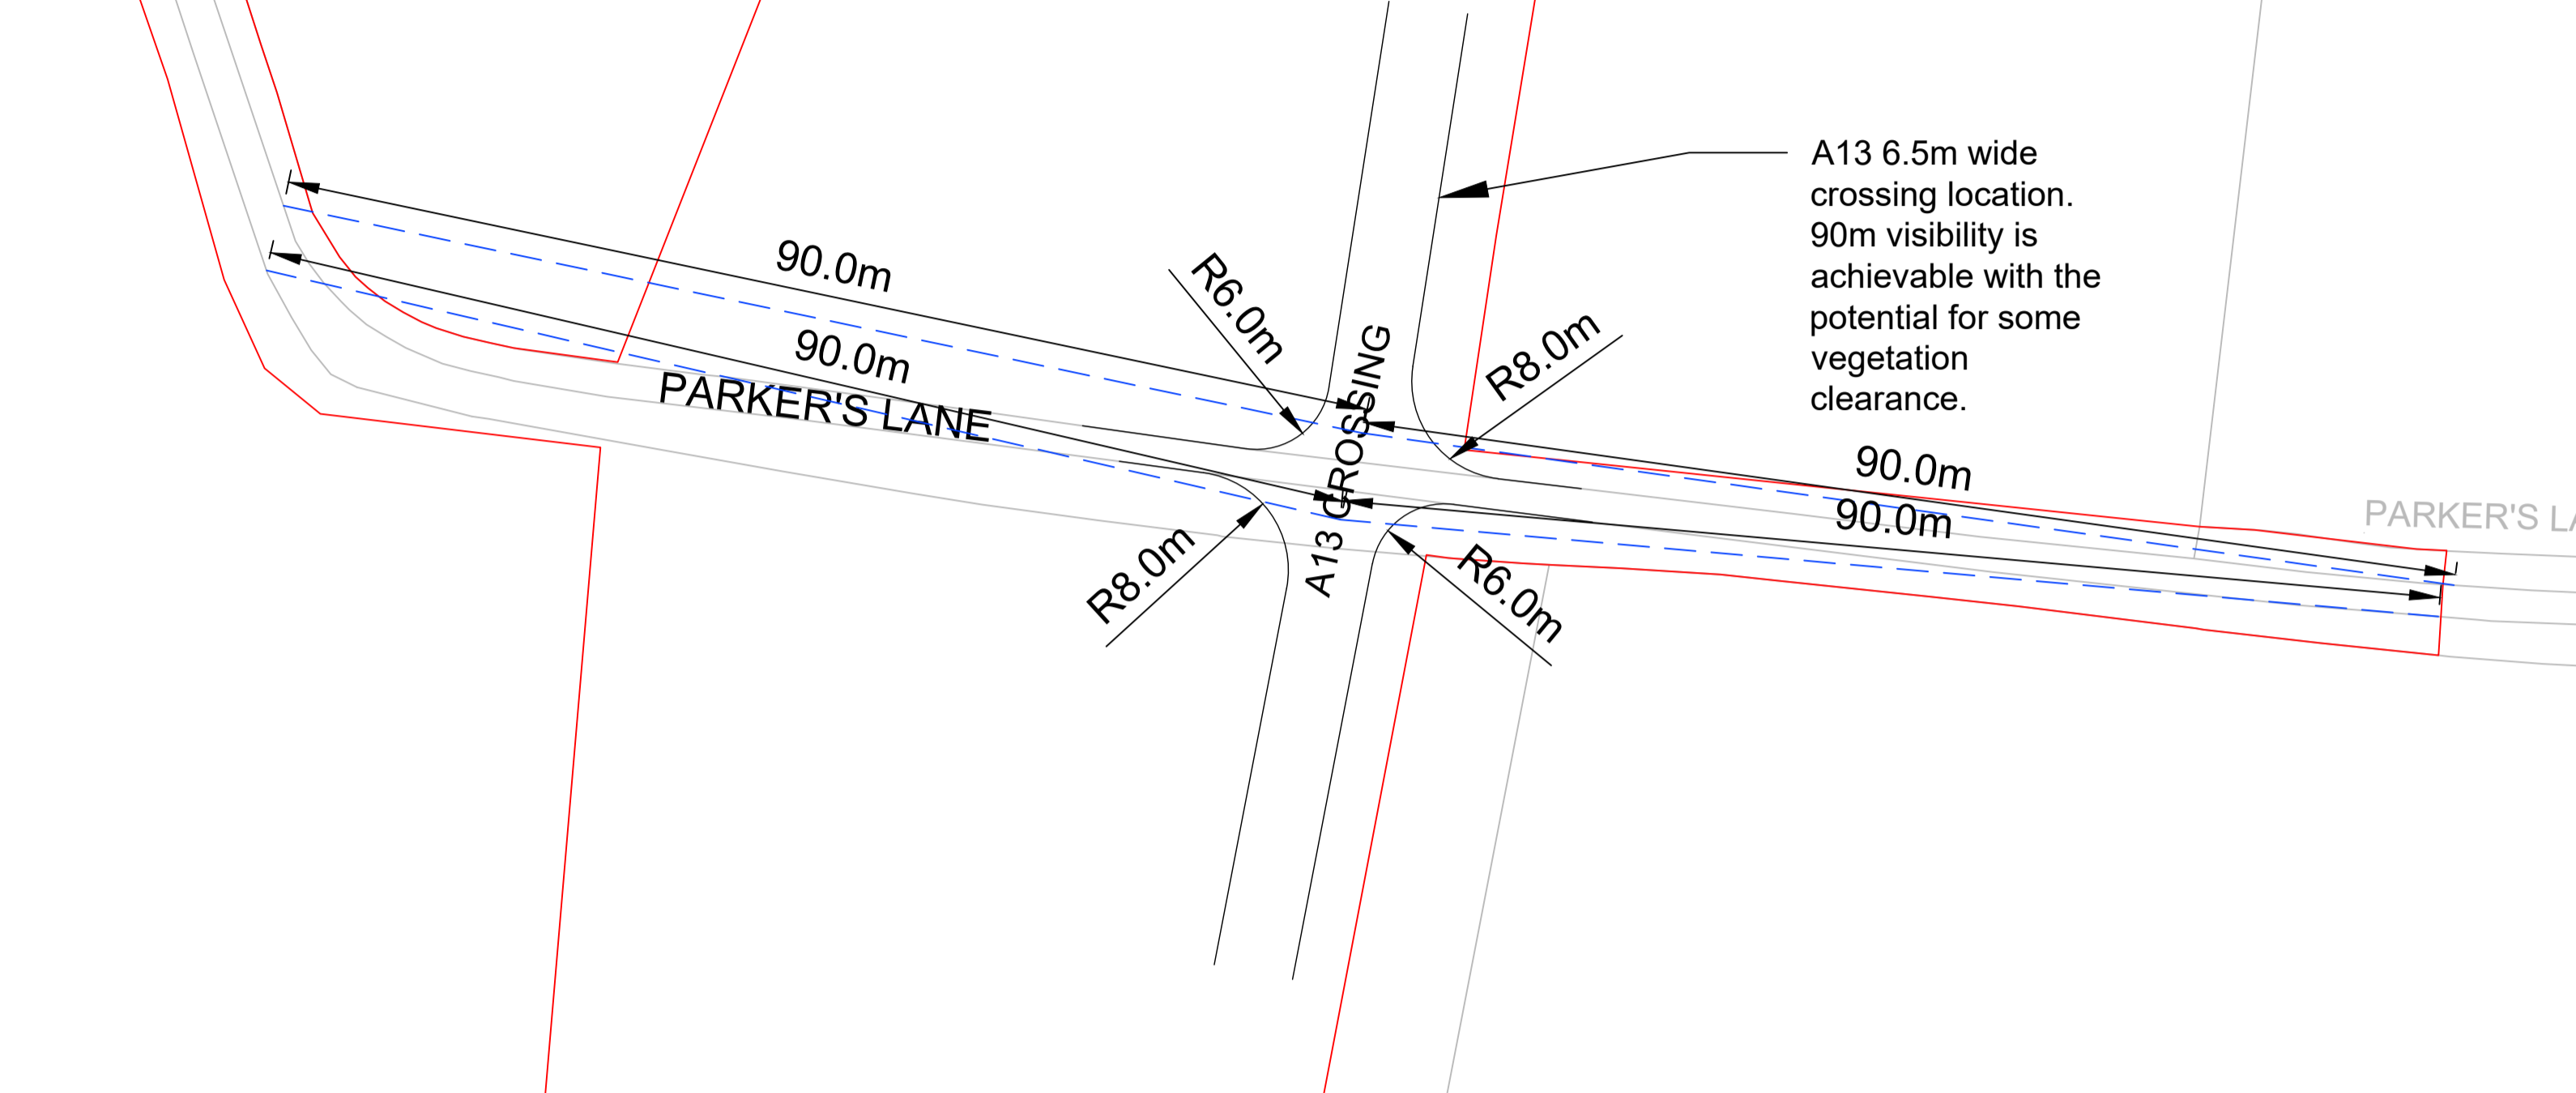 A13 6.5m wide
crossing location.
90m visibility is
achievable with the
potential for some
vegetation
clearance.
90.0m
R6.0m
R8.0m
90.0m
PARKER'S LANE
A13 CROSSING
90.0m
90.0m
PARKER'S LA
R8.0m
R6.0m